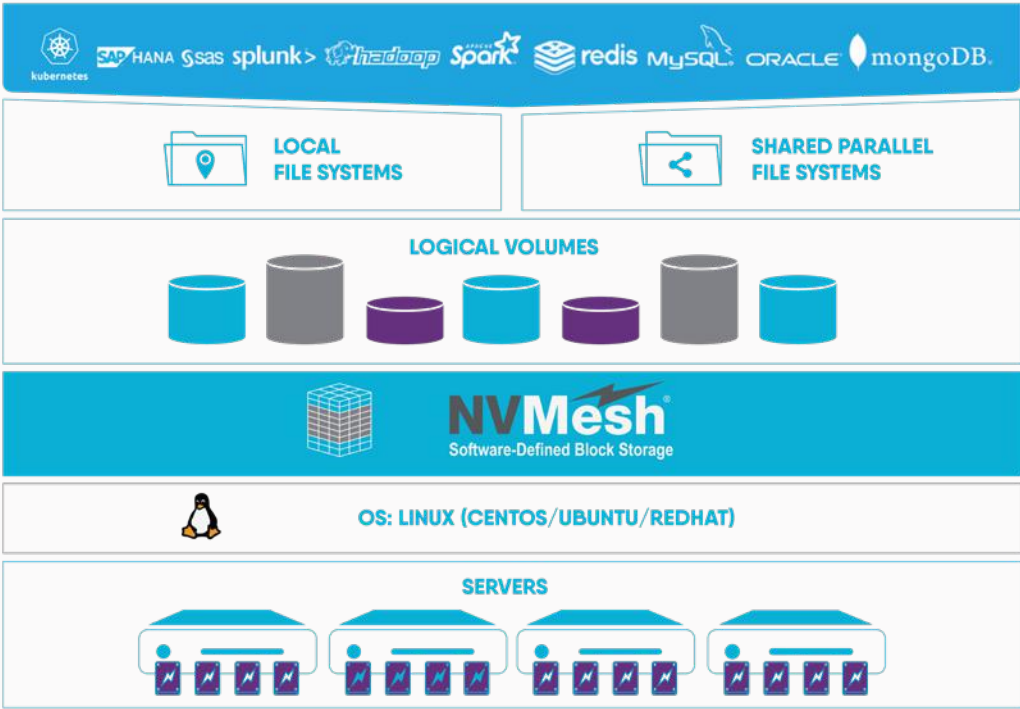 kubernetes SAP HANA sas splunk> hadoop APACHE Spark redis MySQL. ORACLE mongoDB.
LOCAL
FILE SYSTEMS
SHARED PARALLEL
FILE SYSTEMS
LOGICAL VOLUMES
NVMesh®
Software-Defined Block Storage
OS: LINUX (CENTOS/UBUNTU/REDHAT)
SERVERS